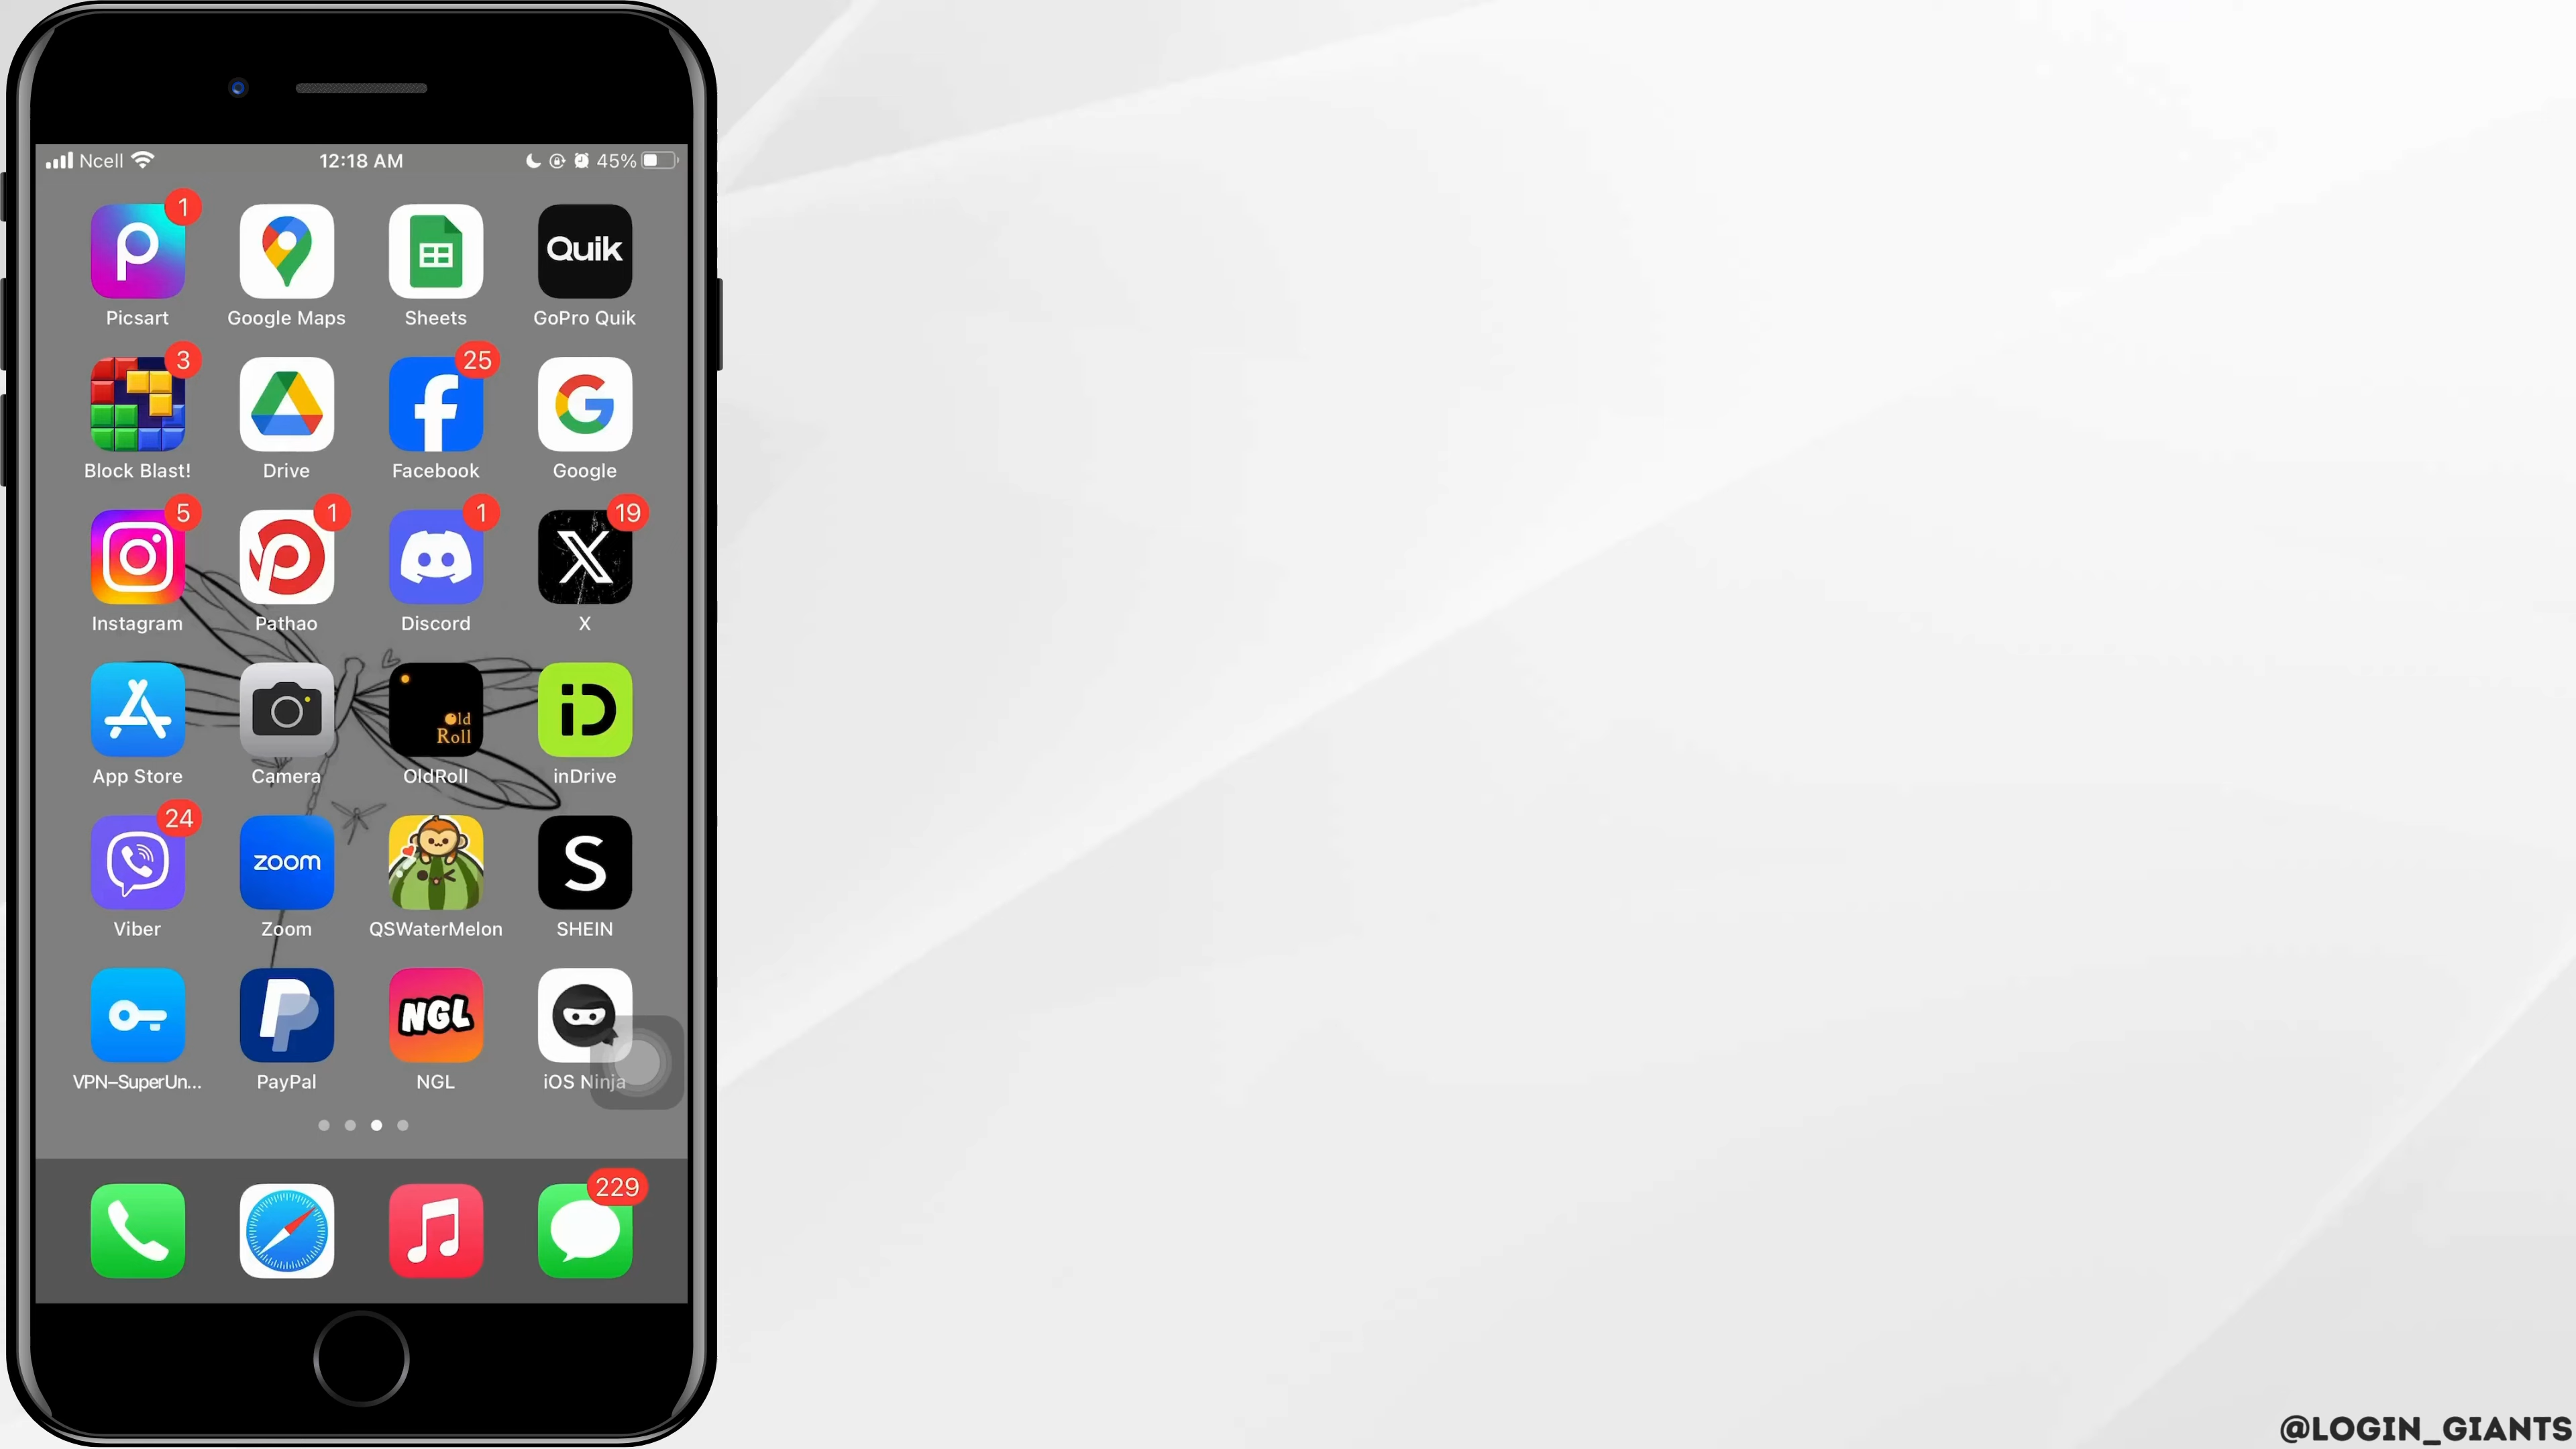 Ncell 12:18 AM 45%
1
Quik
Picsart Google Maps Sheets GoPro Quik
3 25
Block Blast! Drive Facebook Google
5 1 1 19
Instagram Pathao Discord X
Old
Roll
iD
App Store Camera OldRoll inDrive
24
zoom
S
Viber Zoom QSWaterMelon SHEIN
NGL
VPN–SuperUn... PayPal NGL iOS Ninja
229
@LOGIN_GIANTS